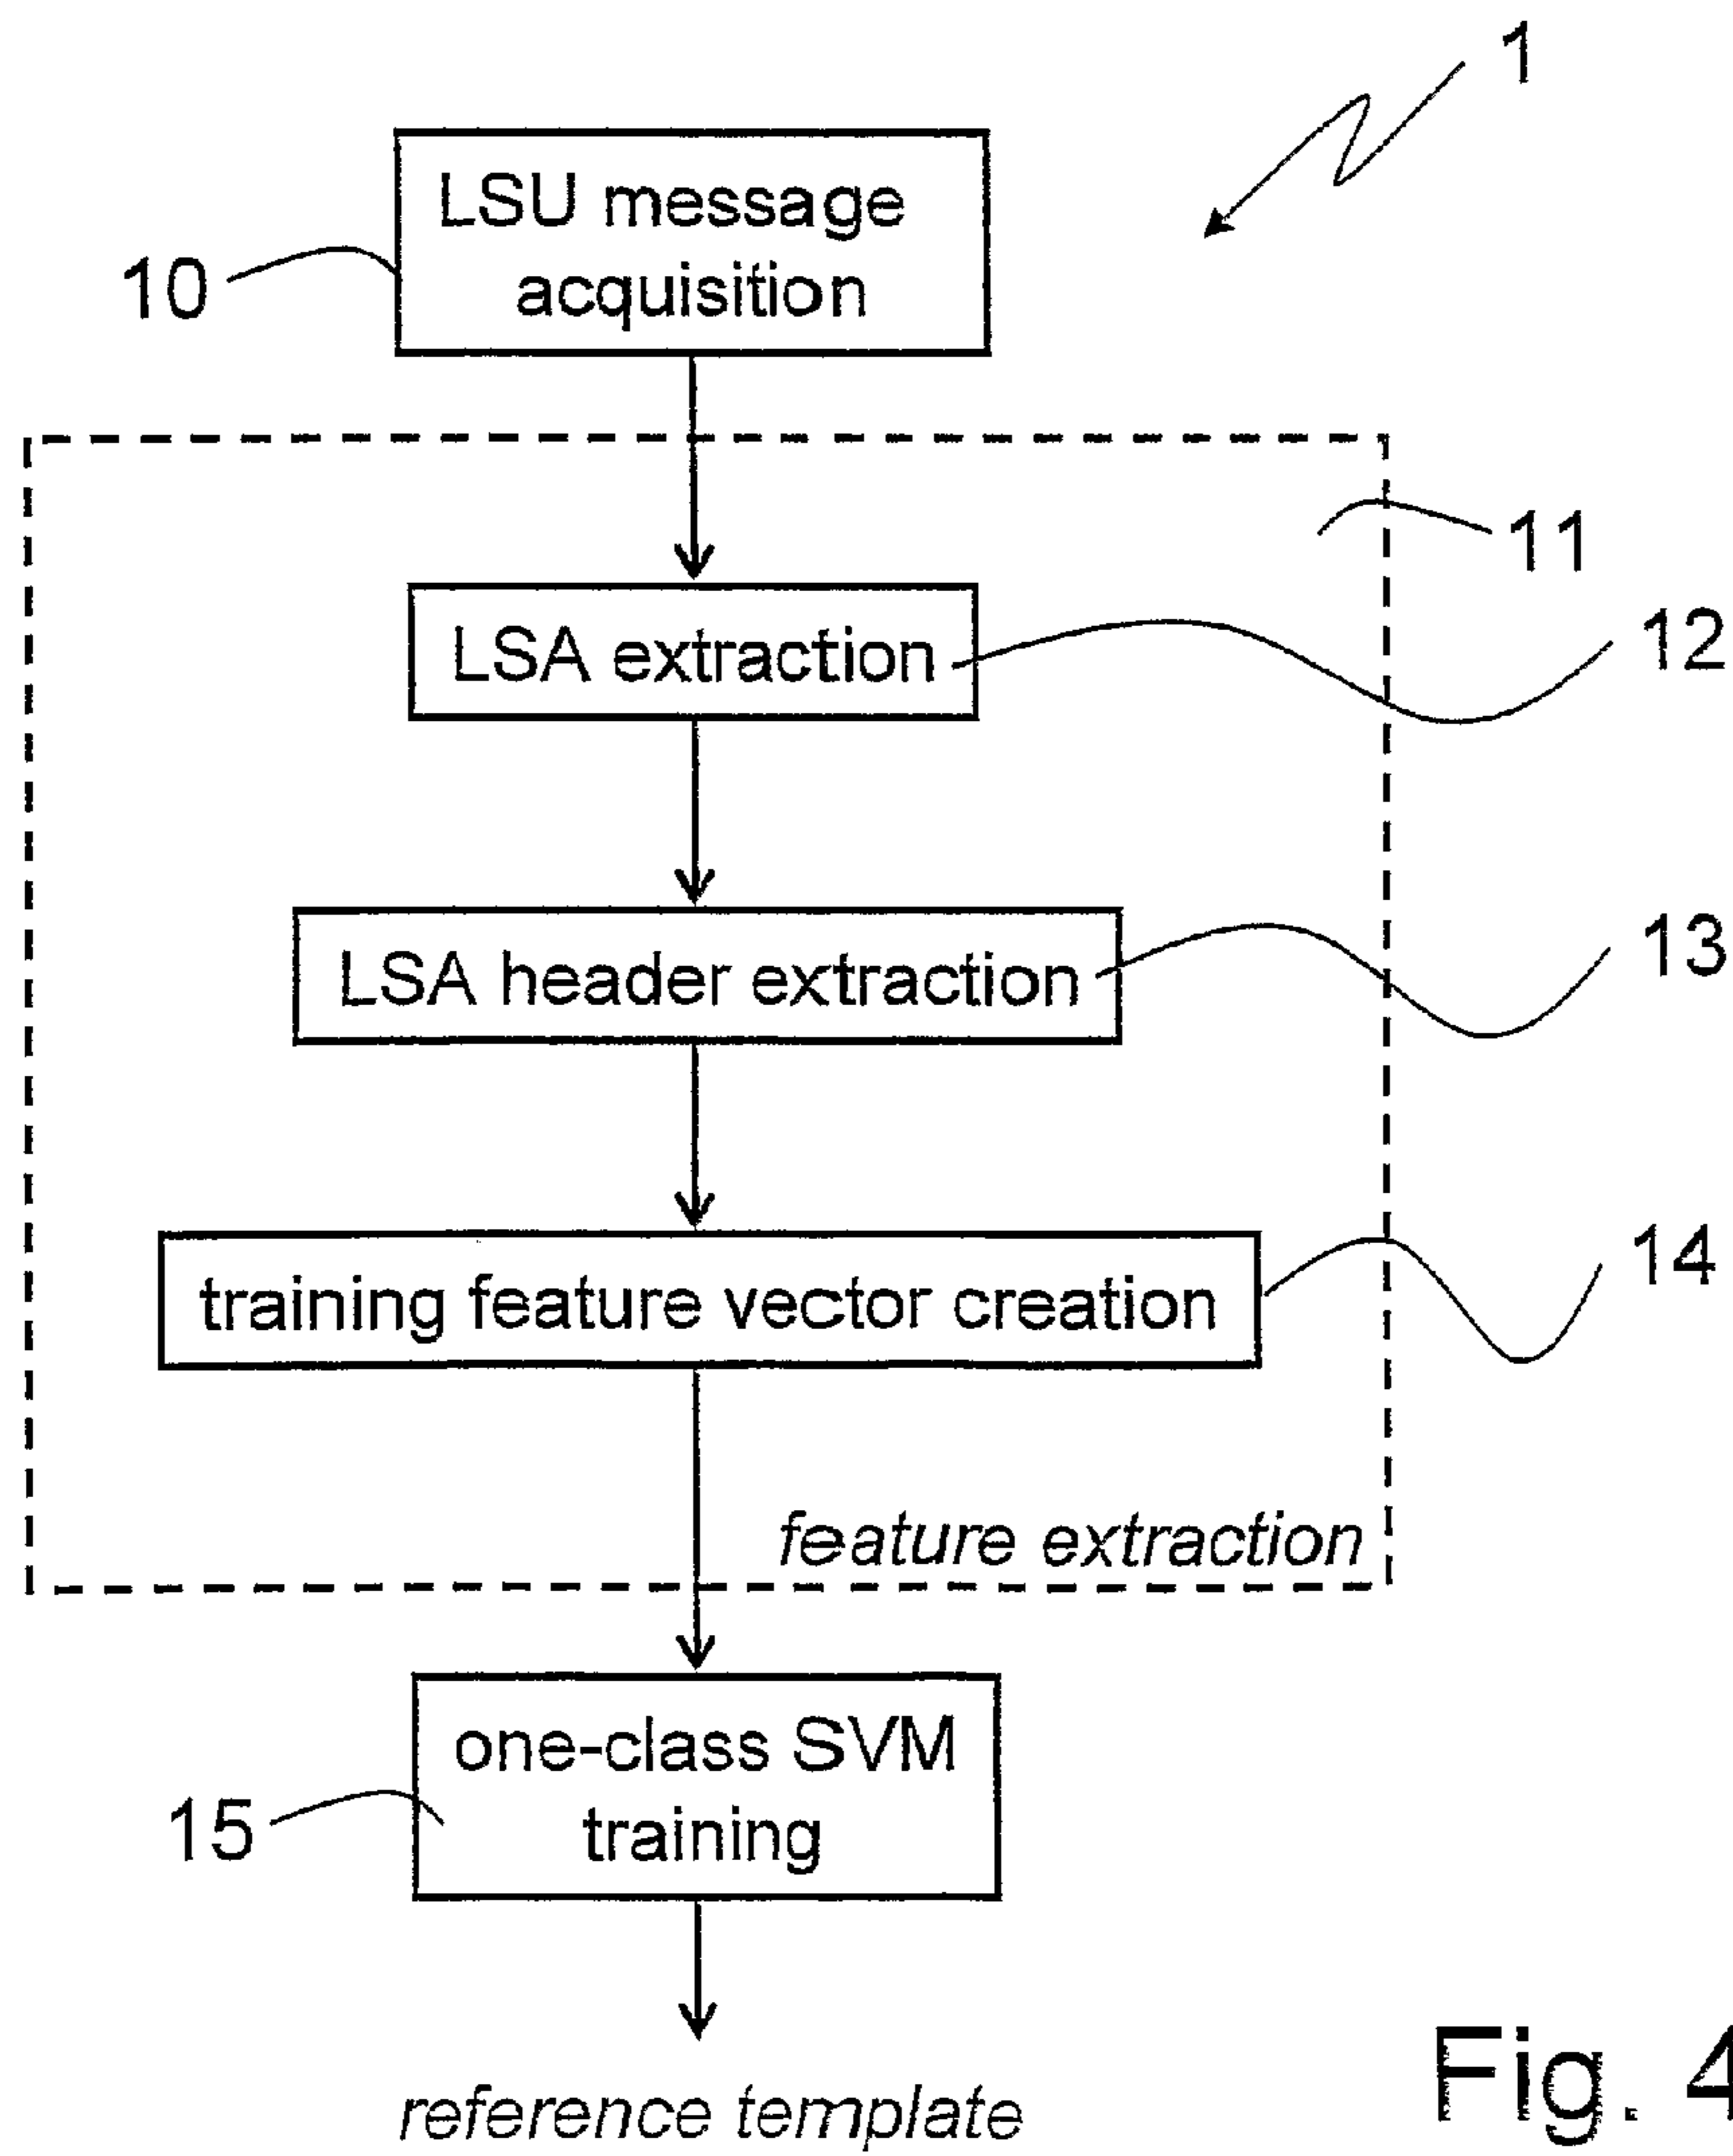 1
LSU message
acquisition
10
11
LSA extraction
12
LSA header extraction
13
training feature vector creation
14
feature extraction
one-class SVM
training
15
reference template
Fig. 4